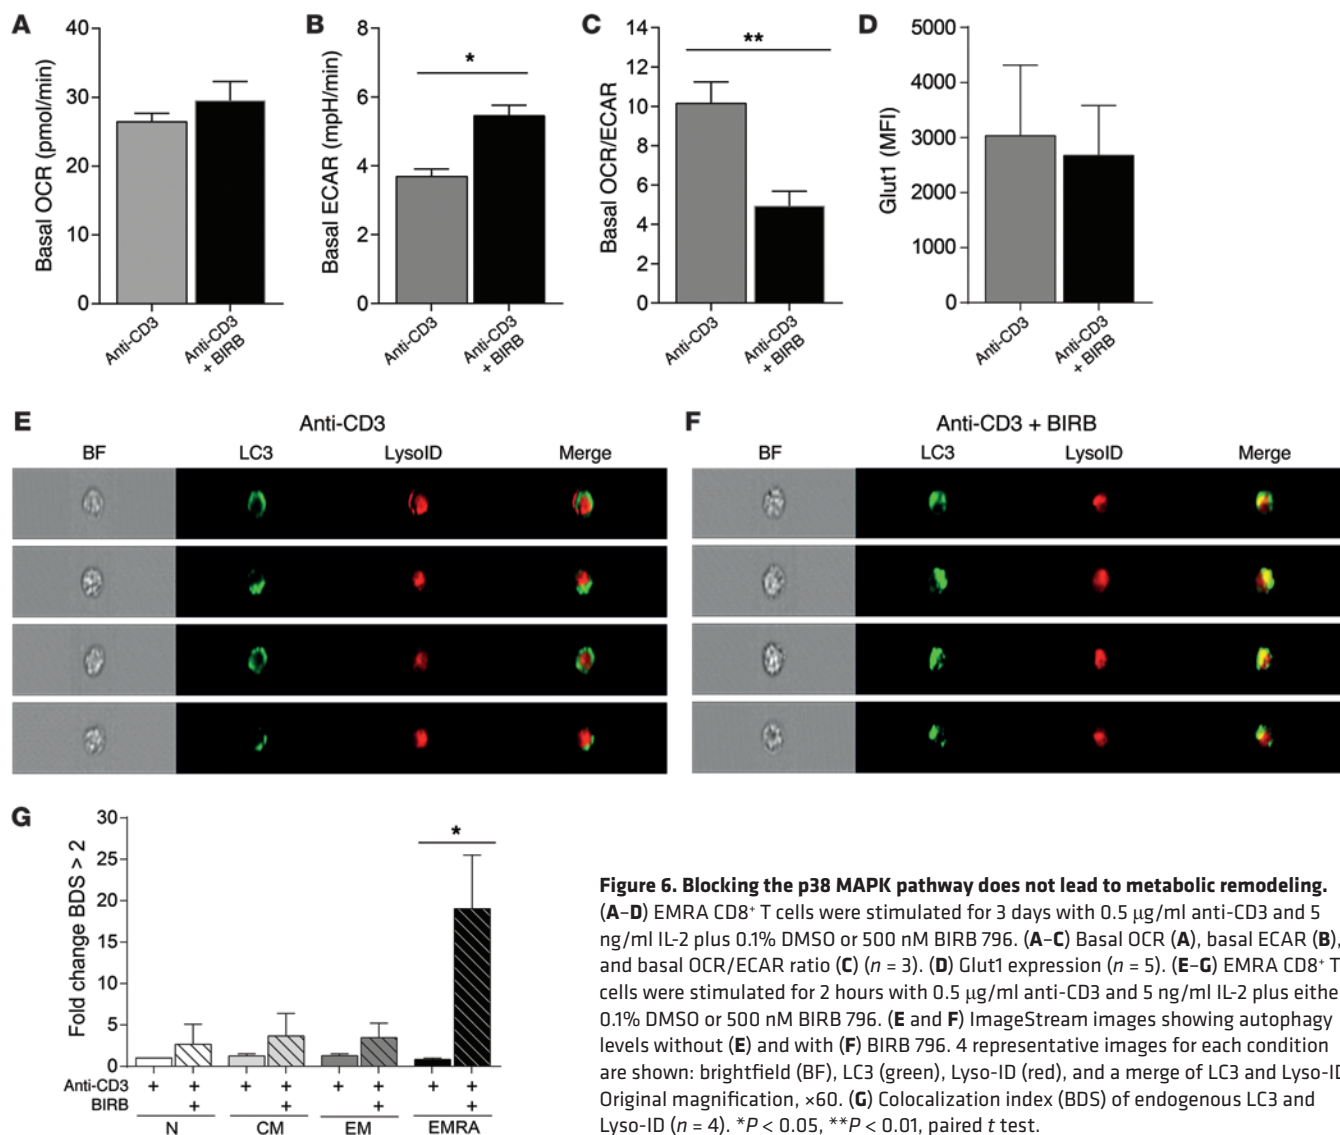 A
Basal OCR (pmol/min)
40
30
20
10
0
Anti-CD3
Anti-CD3
+ BIRB
B
Basal ECAR (mpH/min)
8
6
4
2
0
*
Anti-CD3
Anti-CD3
+ BIRB
C
Basal OCR/ECAR
14
12
10
8
6
4
2
0
**
Anti-CD3
Anti-CD3
+ BIRB
D
Glut1 (MFI)
5000
4000
3000
2000
1000
0
Anti-CD3
Anti-CD3
+ BIRB
E
Anti-CD3
BF LC3 LysoID Merge
F
Anti-CD3 + BIRB
BF LC3 LysoID Merge
G
Fold change BDS > 2
30
25
20
15
10
5
0
*
Anti-CD3 + + + + + + + +
BIRB + + + +
N CM EM EMRA
Figure 6. Blocking the p38 MAPK pathway does not lead to metabolic remodeling.
(A–D) EMRA CD8⁺ T cells were stimulated for 3 days with 0.5 μg/ml anti-CD3 and 5
ng/ml IL-2 plus 0.1% DMSO or 500 nM BIRB 796. (A–C) Basal OCR (A), basal ECAR (B),
and basal OCR/ECAR ratio (C) (n = 3). (D) Glut1 expression (n = 5). (E–G) EMRA CD8⁺ T
cells were stimulated for 2 hours with 0.5 μg/ml anti-CD3 and 5 ng/ml IL-2 plus eithe
0.1% DMSO or 500 nM BIRB 796. (E and F) ImageStream images showing autophagy
levels without (E) and with (F) BIRB 796. 4 representative images for each condition
are shown: brightfield (BF), LC3 (green), Lyso-ID (red), and a merge of LC3 and Lyso-ID
Original magnification, ×60. (G) Colocalization index (BDS) of endogenous LC3 and
Lyso-ID (n = 4). *P < 0.05, **P < 0.01, paired t test.